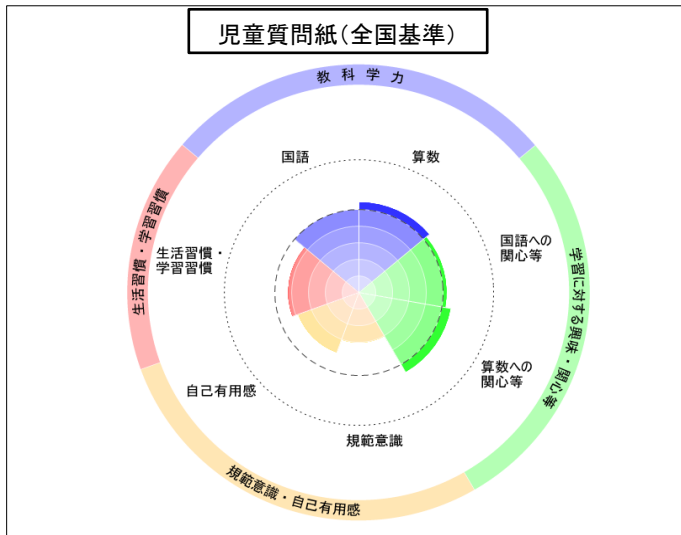 児童質問紙(全国基準)
教科学力
国語
算数
生活習慣・学習習慣
生活習慣・
学習習慣
国語への
関心等
学習に対する興味・関心等
算数への
関心等
自己有用感
規範意識
規範意識・自己有用感